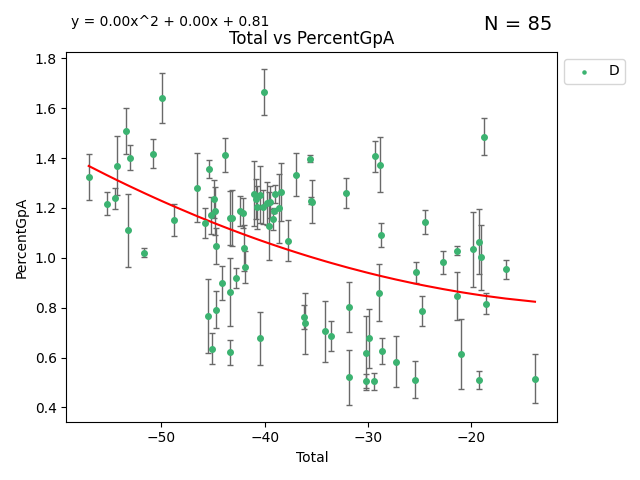 y = 0.00x^2 + 0.00x + 0.81
N = 85
Total vs PercentGpA
D
PercentGpA
1.8
1.6
1.4
1.2
1.0
0.8
0.6
0.4
−50
−40
−30
−20
Total